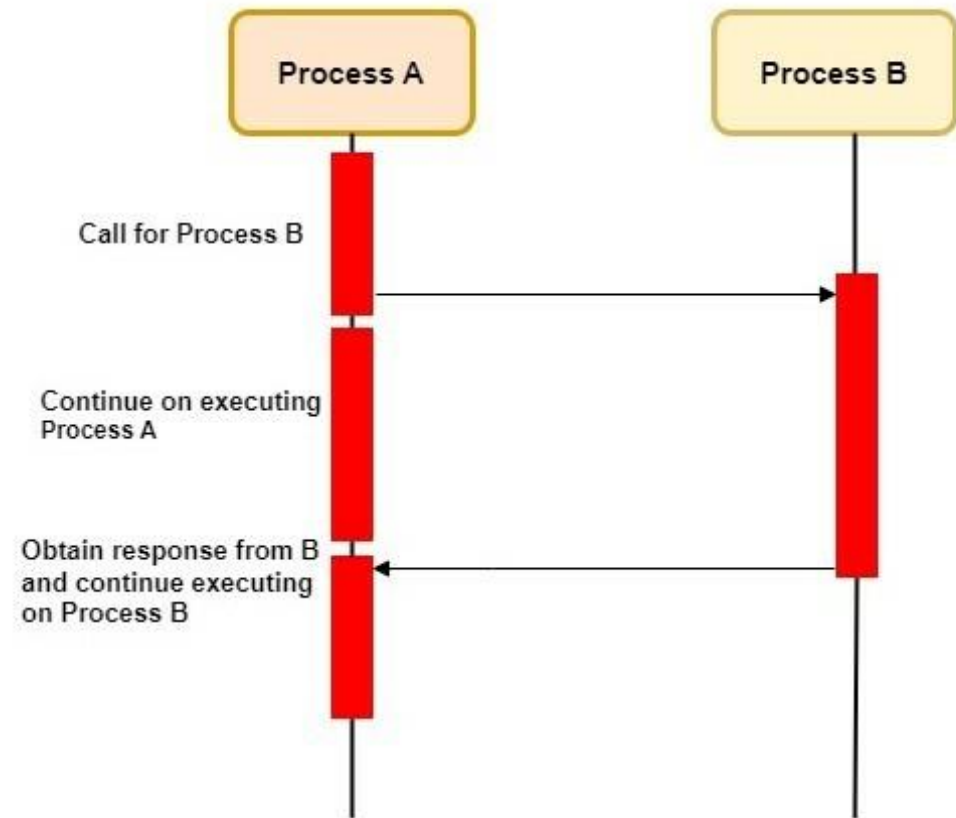 Process A
Process B
Call for Process B
Continue on executing
Process A
Obtain response from B
and continue executing
on Process B